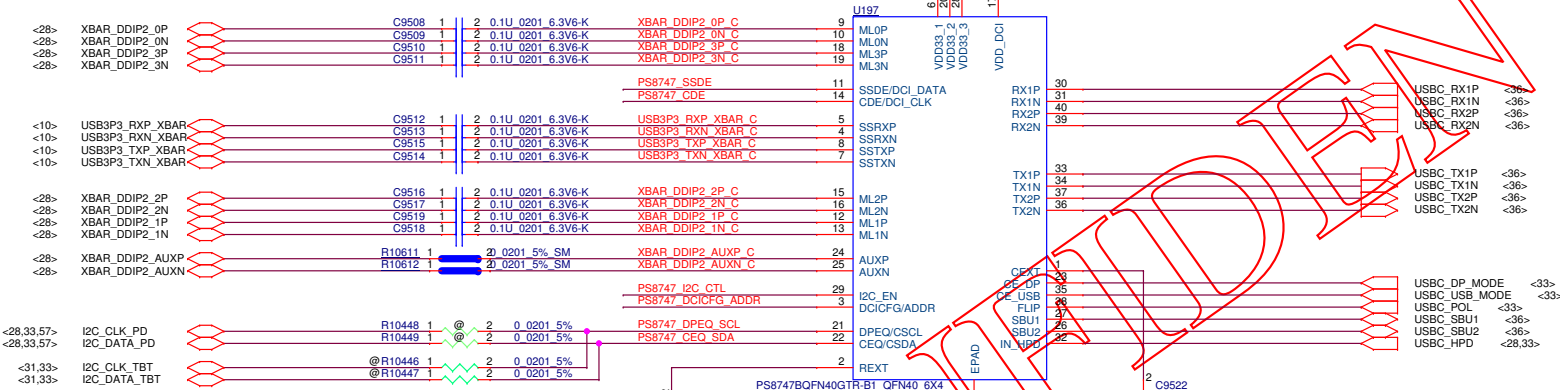 U197
6 20 28 17
VDD33_1 VDD33_2 VDD33_3 VDD_DCI
<28> XBAR_DDIP2_0P C9508 1 2 0.1U_0201_6.3V6-K XBAR_DDIP2_0P_C 9 ML0P
<28> XBAR_DDIP2_0N C9509 1 2 0.1U_0201_6.3V6-K XBAR_DDIP2_0N_C 10 ML0N
<28> XBAR_DDIP2_3P C9510 1 2 0.1U_0201_6.3V6-K XBAR_DDIP2_3P_C 18 ML3P
<28> XBAR_DDIP2_3N C9511 1 2 0.1U_0201_6.3V6-K XBAR_DDIP2_3N_C 19 ML3N
PS8747_SSDE 11 SSDE/DCI_DATA RX1P 30 USBC_RX1P <36>
PS8747_CDE 14 CDE/DCI_CLK RX1N 31 USBC_RX1N <36>
RX2P 40 USBC_RX2P <36>
<10> USB3P3_RXP_XBAR C9512 1 2 0.1U_0201_6.3V6-K USB3P3_RXP_XBAR_C 5 SSRXP RX2N 39 USBC_RX2N <36>
<10> USB3P3_RXN_XBAR C9513 1 2 0.1U_0201_6.3V6-K USB3P3_RXN_XBAR_C 4 SSRXN
<10> USB3P3_TXP_XBAR C9515 1 2 0.1U_0201_6.3V6-K USB3P3_TXP_XBAR_C 8 SSTXP
<10> USB3P3_TXN_XBAR C9514 1 2 0.1U_0201_6.3V6-K USB3P3_TXN_XBAR_C 7 SSTXN
TX1P 33 USBC_TX1P <36>
TX1N 34 USBC_TX1N <36>
<28> XBAR_DDIP2_2P C9516 1 2 0.1U_0201_6.3V6-K XBAR_DDIP2_2P_C 15 ML2P TX2P 37 USBC_TX2P <36>
<28> XBAR_DDIP2_2N C9517 1 2 0.1U_0201_6.3V6-K XBAR_DDIP2_2N_C 16 ML2N TX2N 36 USBC_TX2N <36>
<28> XBAR_DDIP2_1P C9519 1 2 0.1U_0201_6.3V6-K XBAR_DDIP2_1P_C 12 ML1P
<28> XBAR_DDIP2_1N C9518 1 2 0.1U_0201_6.3V6-K XBAR_DDIP2_1N_C 13 ML1N
<28> XBAR_DDIP2_AUXP R10611 1 2 0_0201_5%_SM XBAR_DDIP2_AUXP_C 24 AUXP
<28> XBAR_DDIP2_AUXN R10612 1 2 0_0201_5%_SM XBAR_DDIP2_AUXN_C 25 AUXN CEXT 1
CE_DP 23 USBC_DP_MODE <33>
PS8747_I2C_CTL 29 I2C_EN CE_USB 35 USBC_USB_MODE <33>
PS8747_DCICFG_ADDR 3 DCICFG/ADDR FLIP 38 USBC_POL <33>
SBU1 27 USBC_SBU1 <36>
<28,33,57> I2C_CLK_PD R10448 1 @ 2 0_0201_5% PS8747_DPEQ_SCL 21 DPEQ/CSCL SBU2 26 USBC_SBU2 <36>
<28,33,57> I2C_DATA_PD R10449 1 @ 2 0_0201_5% PS8747_CEQ_SDA 22 CEQ/CSDA IN_HPD 32 USBC_HPD <28,33>
<31,33> I2C_CLK_TBT @ R10446 1 2 0_0201_5% 2 REXT EPAD
<31,33> I2C_DATA_TBT @ R10447 1 2 0_0201_5%
PS8747BQFN40GTR-B1_QFN40_6X4 2 C9522